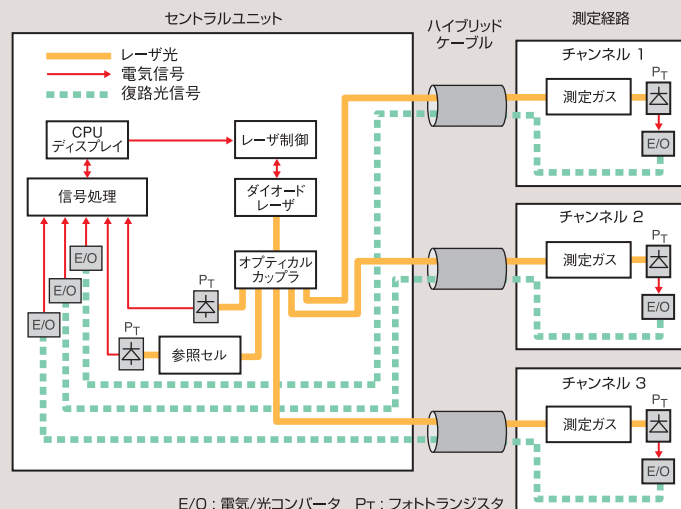 セントラルユニット
ハイブリッド
ケーブル
測定経路
レーザ光
電気信号
復路光信号
CPU
ディスプレイ
レーザ制御
信号処理
ダイオード
レーザ
オプティカル
カップラ
E/O
E/O
E/O
PT
PT
参照セル
チャンネル 1
測定ガス
PT
E/O
チャンネル 2
測定ガス
PT
E/O
チャンネル 3
測定ガス
PT
E/O
E/O : 電気/光コンバータ PT : フォトトランジスタ